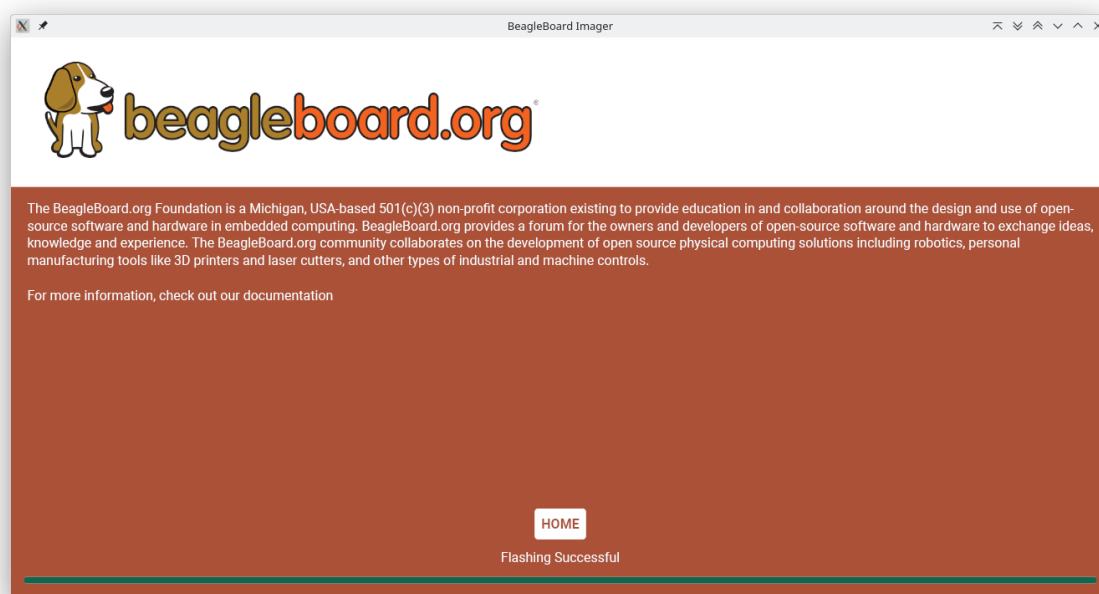 BeagleBoard Imager
beagleboard.org®
The BeagleBoard.org Foundation is a Michigan, USA-based 501(c)(3) non-profit corporation existing to provide education in and collaboration around the design and use of open-
source software and hardware in embedded computing. BeagleBoard.org provides a forum for the owners and developers of open-source software and hardware to exchange ideas,
knowledge and experience. The BeagleBoard.org community collaborates on the development of open source physical computing solutions including robotics, personal
manufacturing tools like 3D printers and laser cutters, and other types of industrial and machine controls.
For more information, check out our documentation
HOME
Flashing Successful